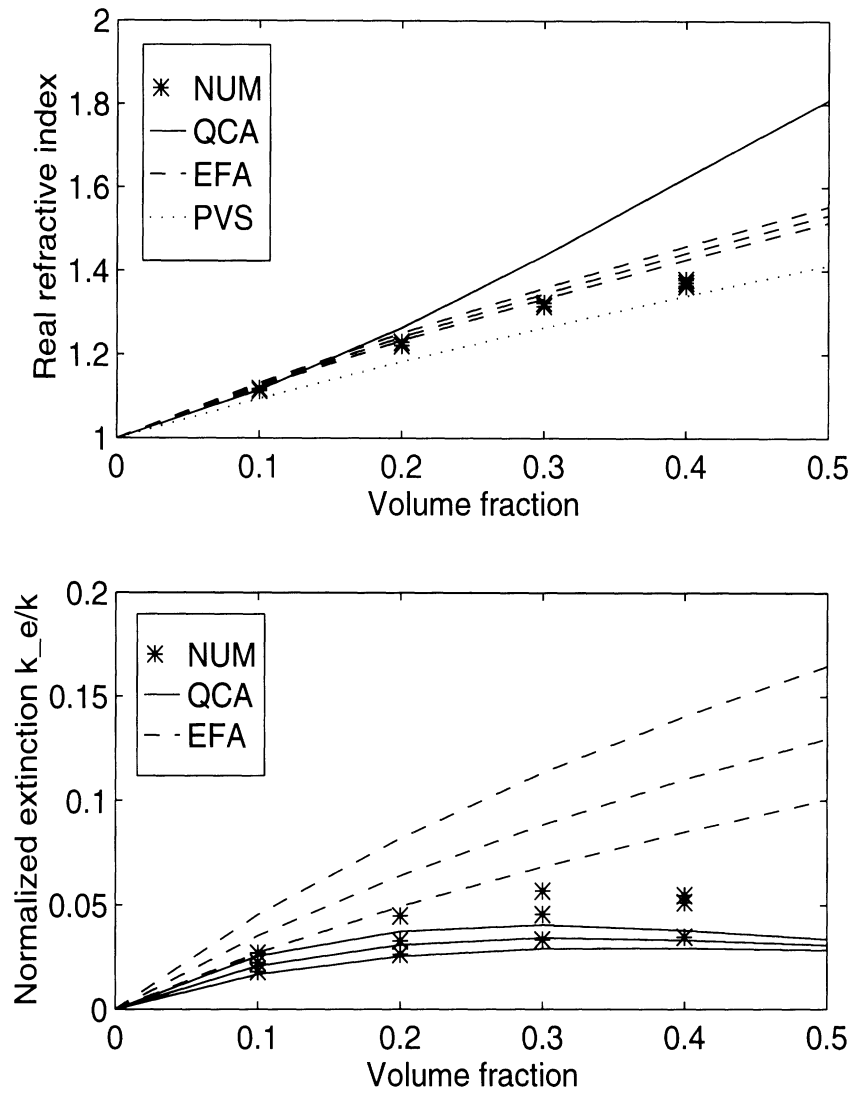 2
1.8
1.6
1.4
1.2
1
Real refractive index
NUM
QCA
EFA
PVS
0 0.1 0.2 0.3 0.4 0.5
Volume fraction
0.2
0.15
0.1
0.05
0
Normalized extinction k_e/k
NUM
QCA
EFA
0 0.1 0.2 0.3 0.4 0.5
Volume fraction